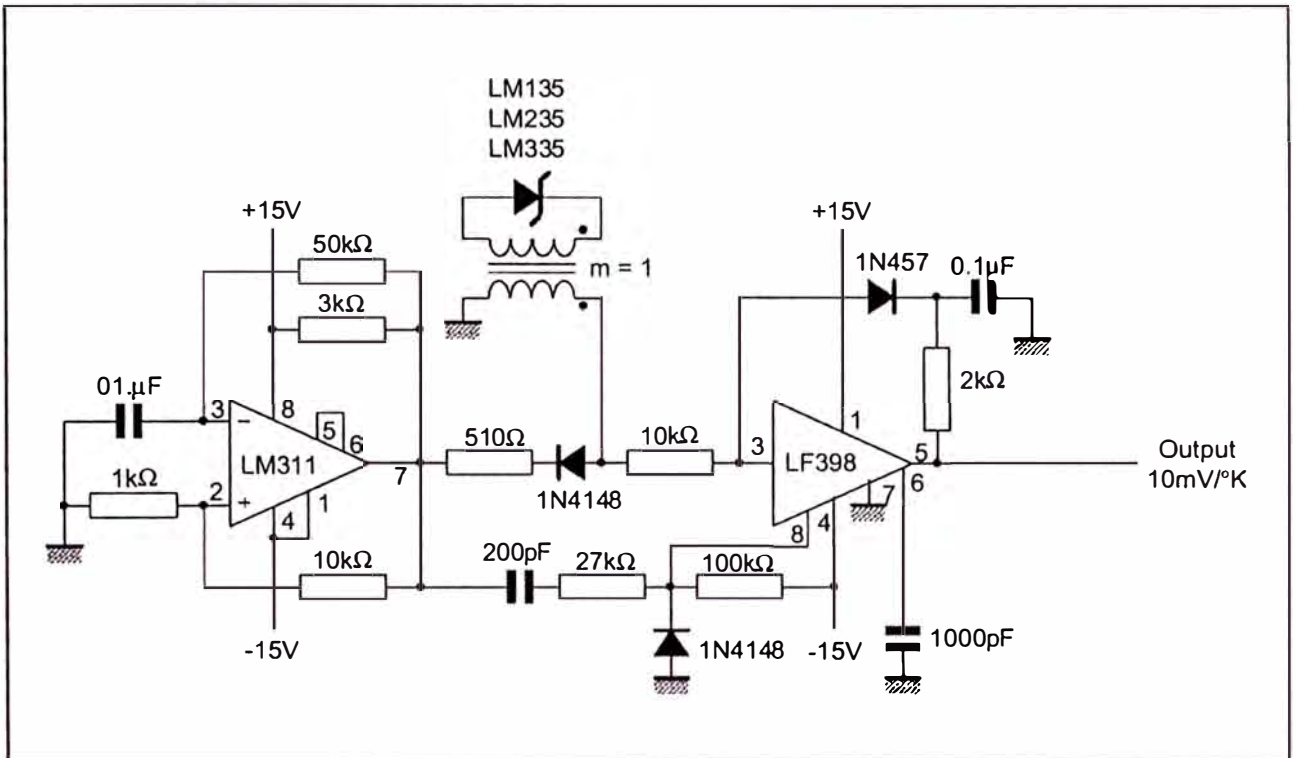 LM135
LM235
LM335
+15V
+15V
50kΩ
1N457
0.1µF
m = 1
3kΩ
01.µF
2kΩ
3
−
8
5
6
1
LM311
7
510Ω
10kΩ
3
LF398
5
6
Output
10mV/°K
1kΩ
2
+
4
1
1N4148
7
8
4
10kΩ
200pF
27kΩ
100kΩ
-15V
1N4148
-15V
1000pF